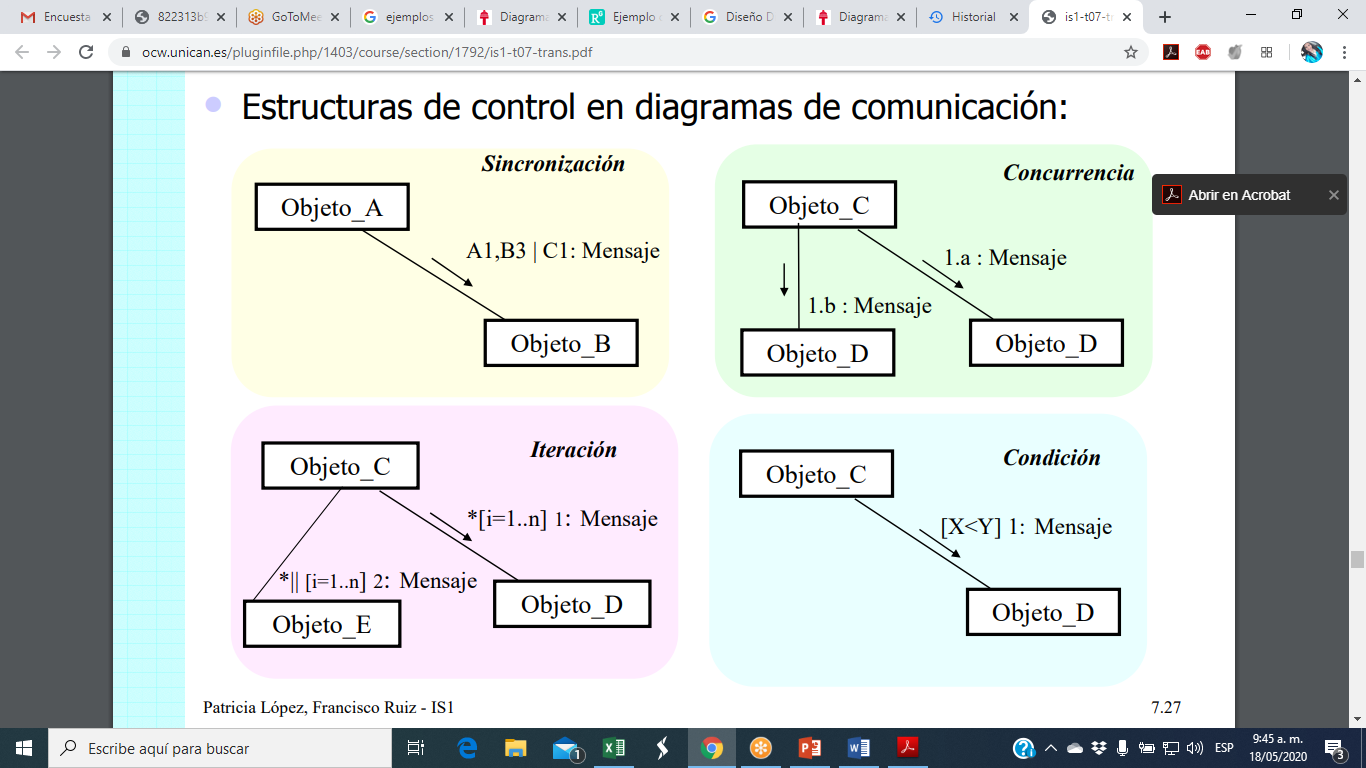 Encuesta
822313b9
GoToMee
ejemplos
Diagrama
Ejemplo
Diseño D
Diagrama
Historial
is1-t07-tr
ocw.unican.es/pluginfile.php/1403/course/section/1792/is1-t07-trans.pdf
Estructuras de control en diagramas de comunicación:
Sincronización
Objeto_A
A1,B3 | C1: Mensaje
Objeto_B
Concurrencia
Objeto_C
1.a : Mensaje
1.b : Mensaje
Objeto_D
Objeto_D
Abrir en Acrobat
Iteración
Objeto_C
*[i=1..n] 1: Mensaje
*|| [i=1..n] 2: Mensaje
Objeto_D
Objeto_E
Condición
Objeto_C
[X<Y] 1: Mensaje
Objeto_D
Patricia López, Francisco Ruiz - IS1
7.27
Escribe aquí para buscar
1
ESP
9:45 a. m.
18/05/2020
3